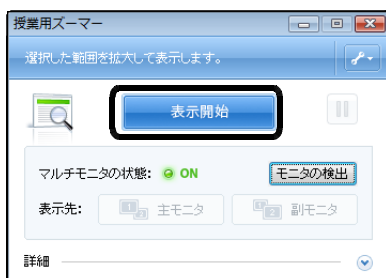 授業用ズーマー
選択した範囲を拡大して表示します。
表示開始
マルチモニタの状態: ON モニタの検出
表示先: 主モニタ 副モニタ
詳細